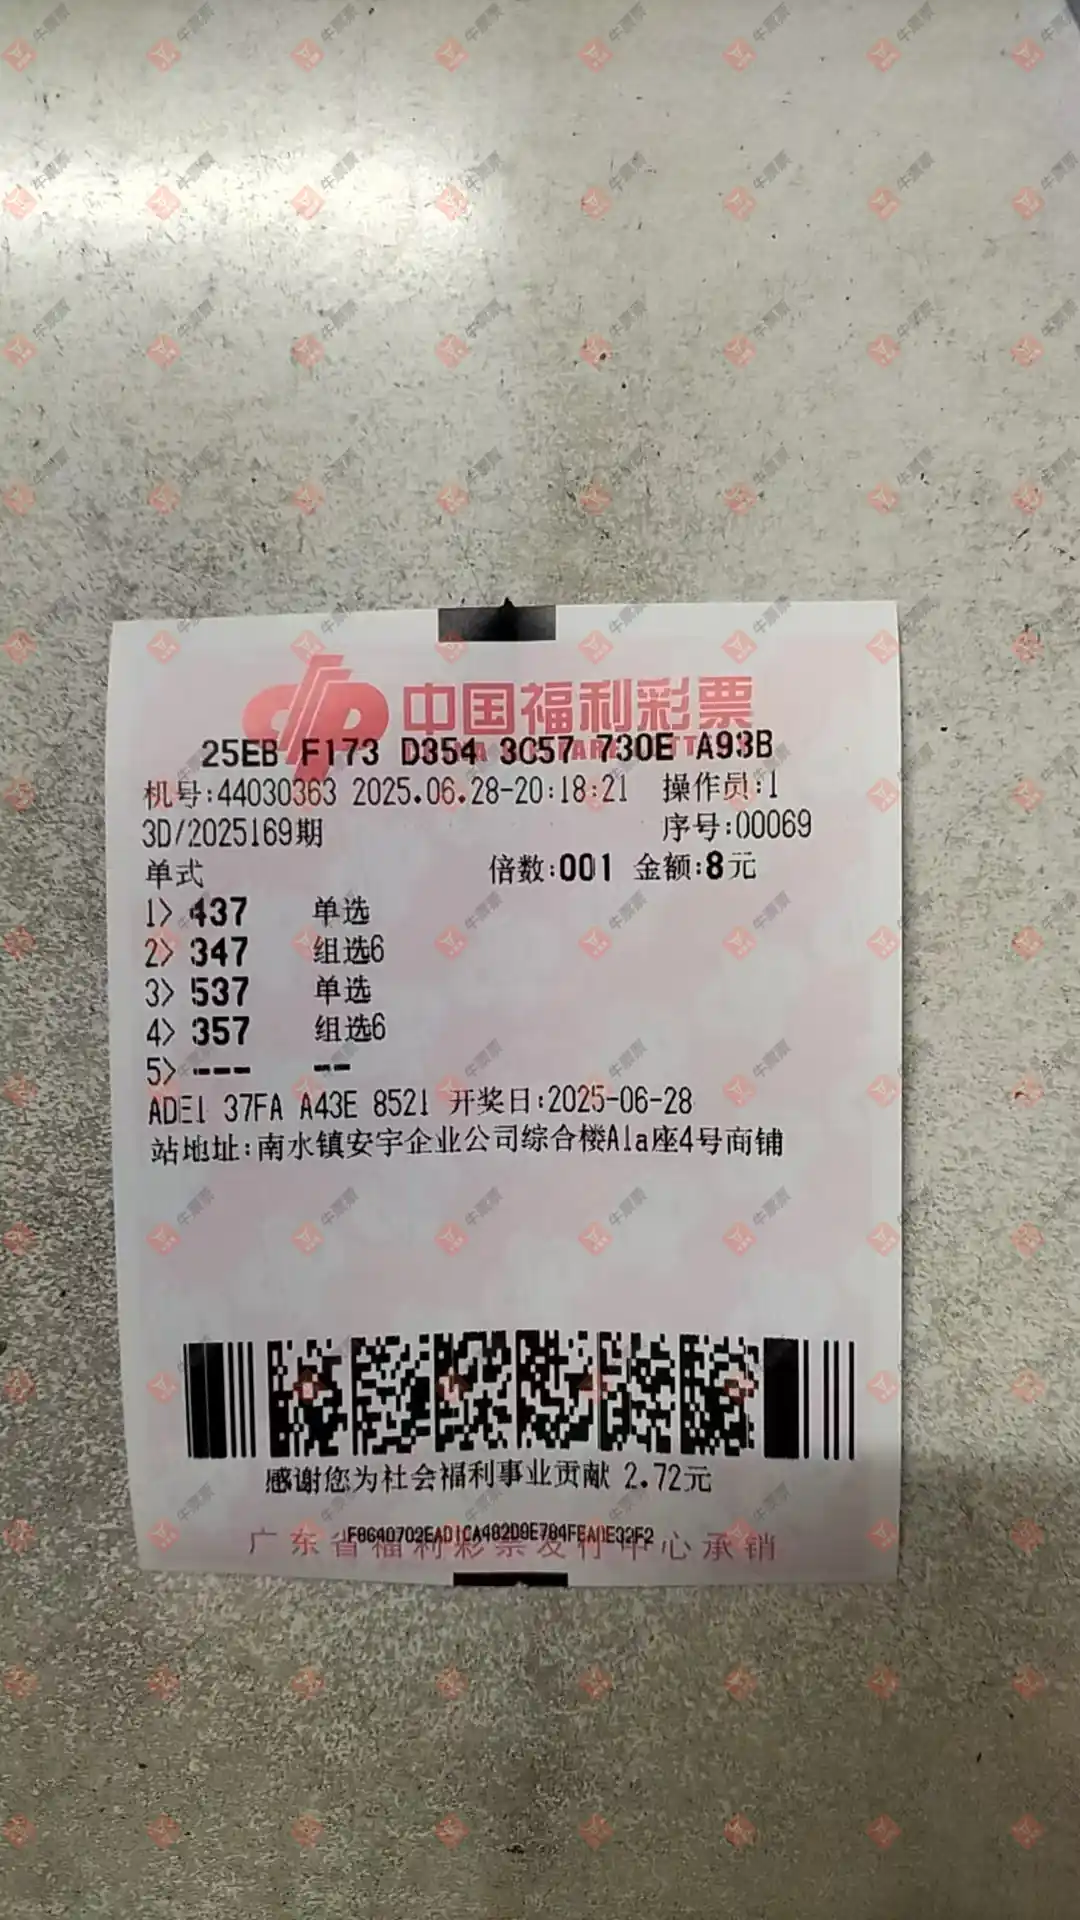 中国福利彩票
25EB F173 D354 3C57 730E A93B
机号:44030363 2025.06.28-20:18:21 操作员:1
3D/2025169期 序号:00069
单式 倍数:001 金额:8元
1> 437 单选
2> 347 组选6
3> 537 单选
4> 357 组选6
5> --- --
ADE1 37FA A43E 8521 开奖日:2025-06-28
站地址:南水镇安宇企业公司综合楼A1a座4号商铺
感谢您为社会福利事业贡献 2.72元
广东省福利彩票发行中心承销
牛票票